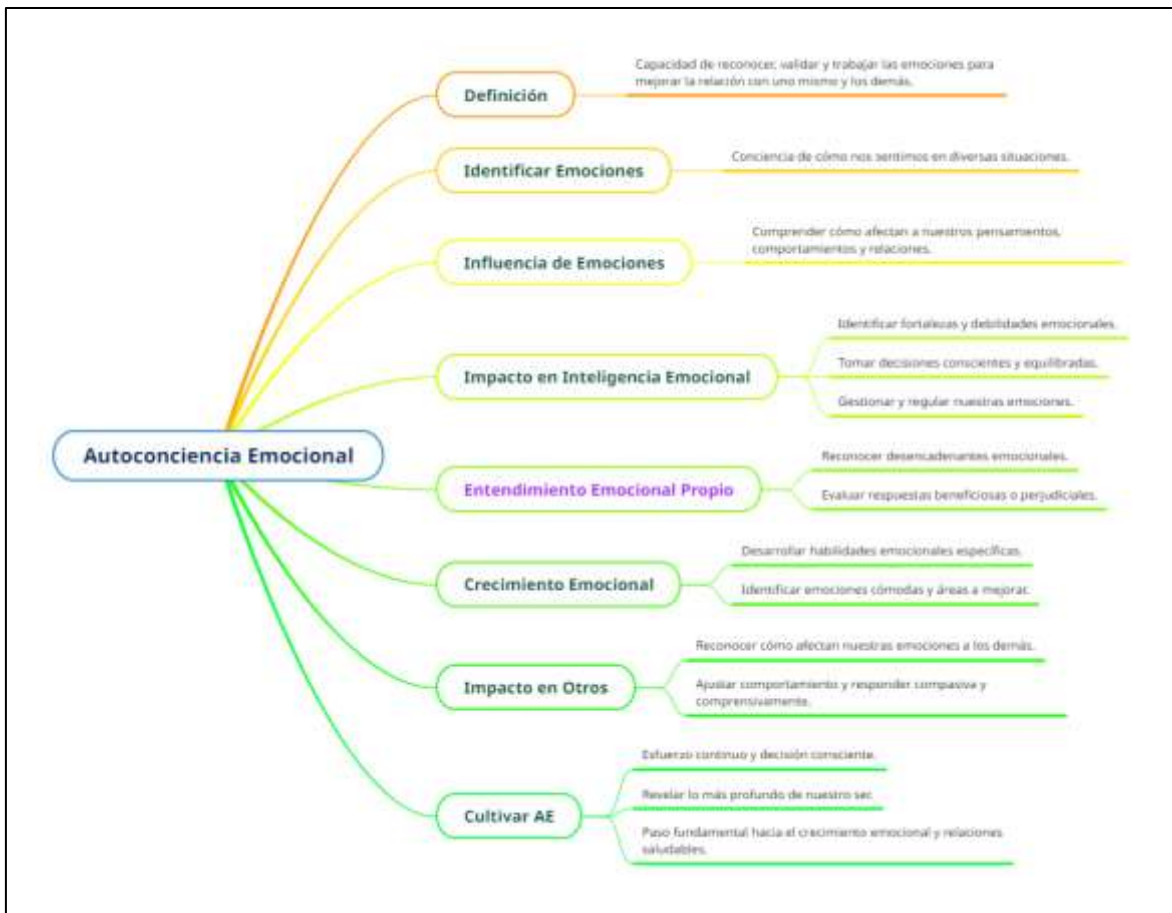 Autoconciencia Emocional
Definición
Capacidad de reconocer, validar y trabajar las emociones para
mejorar la relación con uno mismo y los demás.
Identificar Emociones
Conciencia de cómo nos sentimos en diversas situaciones.
Influencia de Emociones
Comprender cómo afectan a nuestros pensamientos,
comportamientos y relaciones.
Impacto en Inteligencia Emocional
Identificar fortalezas y debilidades emocionales.
Tomar decisiones conscientes y equilibradas.
Gestionar y regular nuestras emociones.
Entendimiento Emocional Propio
Reconocer desencadenantes emocionales.
Evaluar respuestas beneficiosas o perjudiciales.
Crecimiento Emocional
Desarrollar habilidades emocionales específicas.
Identificar emociones cómodas y áreas a mejorar.
Impacto en Otros
Reconocer cómo afectan nuestras emociones a los demás.
Ajustar comportamiento y responder compasiva y
comprensivamente.
Cultivar AE
Esfuerzo continuo y decisión consciente.
Revelar lo más profundo de nuestro ser.
Paso fundamental hacia el crecimiento emocional y relaciones
saludables.